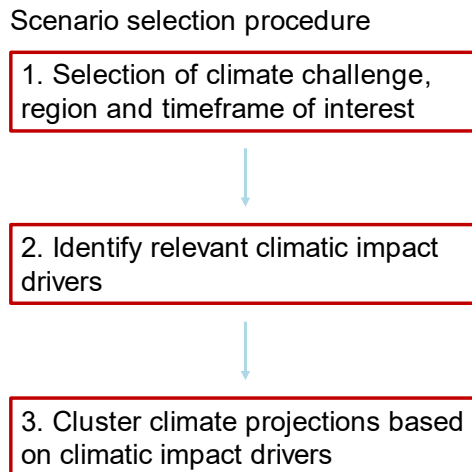 Scenario selection procedure
1. Selection of climate challenge,
region and timeframe of interest
2. Identify relevant climatic impact
drivers
3. Cluster climate projections based
on climatic impact drivers